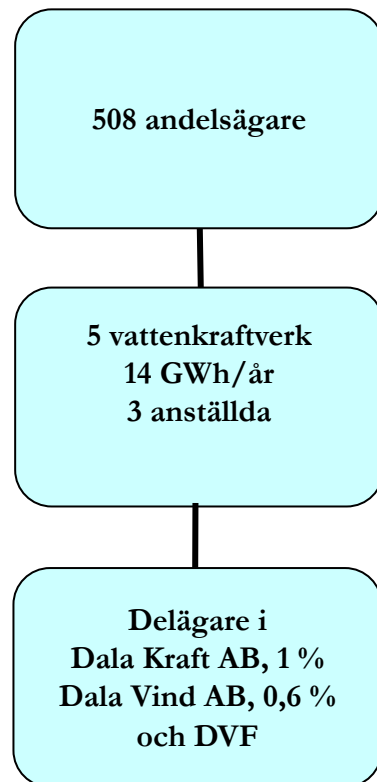 508 andelsägare
5 vattenkraftverk
14 GWh/år
3 anställda
Delägare i
Dala Kraft AB, 1 %
Dala Vind AB, 0,6 %
och DVF